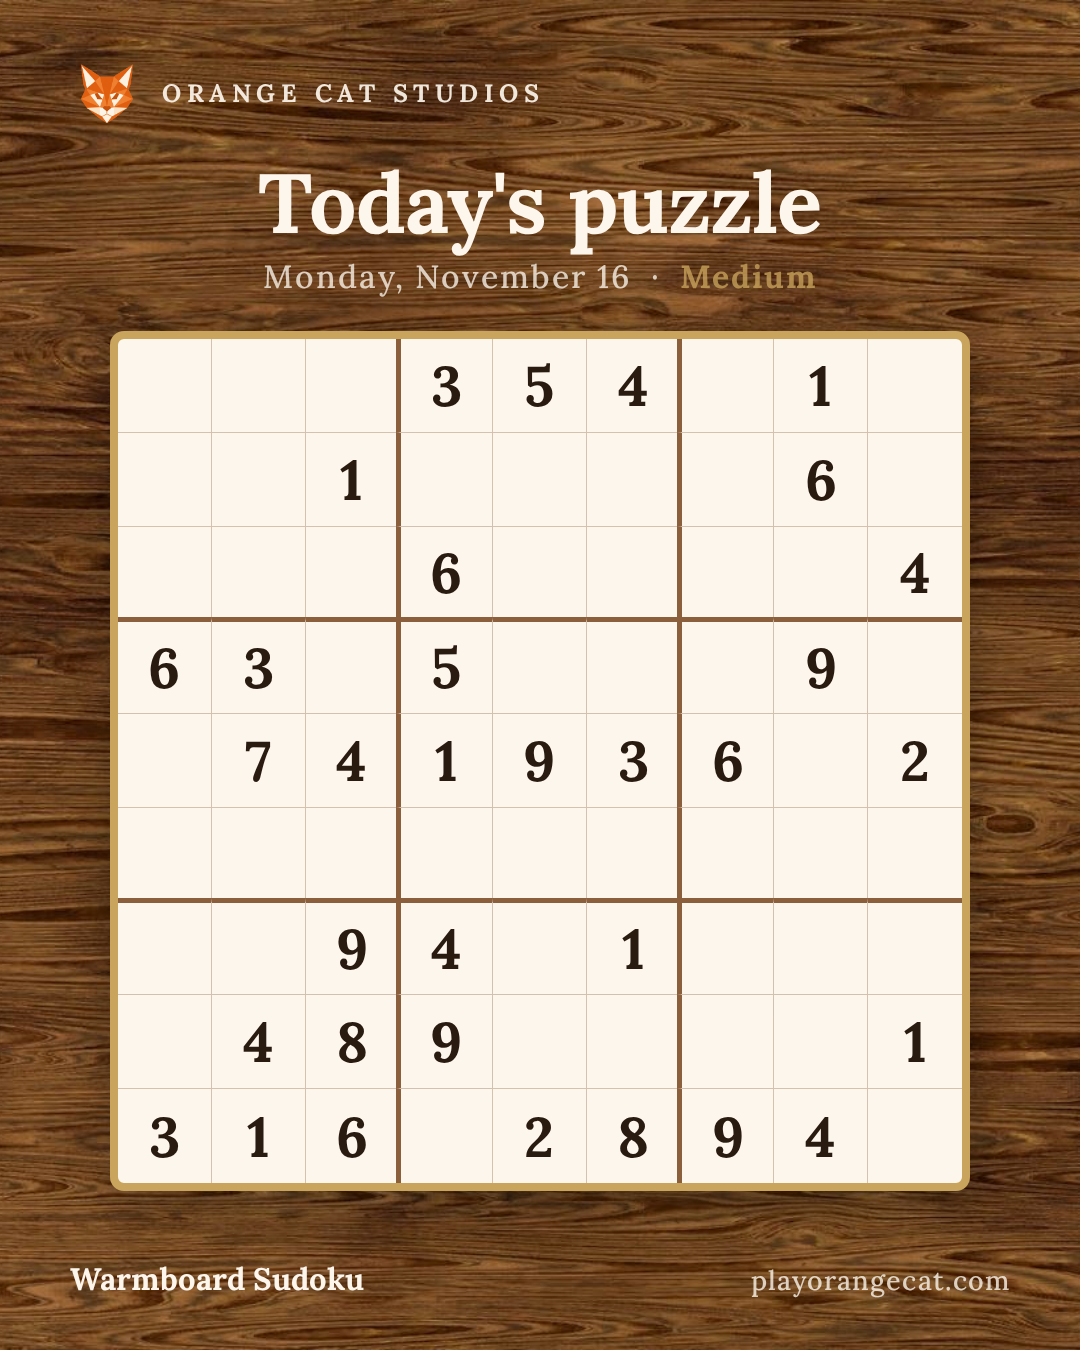 ORANGE CAT STUDIOS
Today's puzzle
Monday, November 16 · Medium
3 5 4 1
1 6
6 4
6 3 5 9
7 4 1 9 3 6 2
9 4 1
4 8 9 1
3 1 6 2 8 9 4
Warmboard Sudoku
playorangecat.com